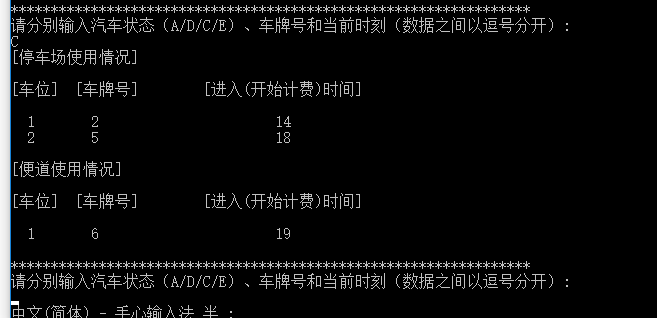 ******************************************************************
请分别输入汽车状态（A/D/C/E）、车牌号和当前时刻（数据之间以逗号分开）:
C
[停车场使用情况]
[车位] [车牌号] [进入(开始计费)时间]
1 2 14
2 5 18
[便道使用情况]
[车位] [车牌号] [进入(开始计费)时间]
1 6 19
******************************************************************
请分别输入汽车状态（A/D/C/E）、车牌号和当前时刻（数据之间以逗号分开）:
中文(简体) - 手心输入法 半 :